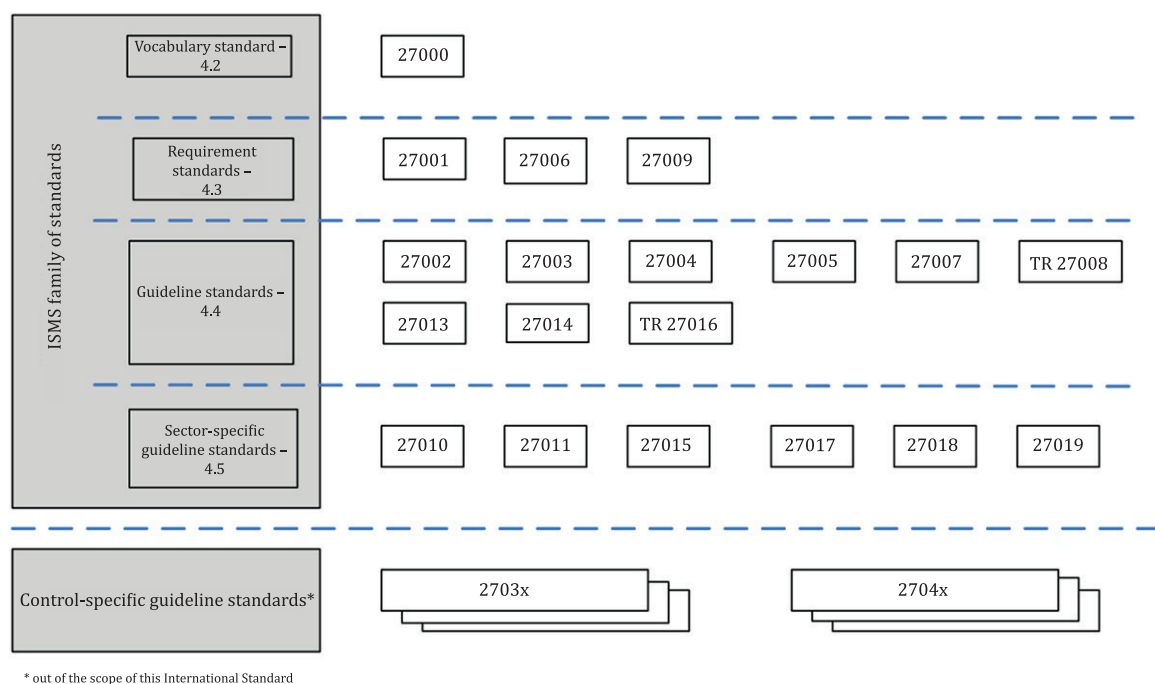 Vocabulary standard –
4.2
27000
ISMS family of standards
Requirement
standards –
4.3
27001 27006 27009
Guideline standards –
4.4
27002 27003 27004 27005 27007 TR 27008
27013 27014 TR 27016
Sector-specific
guideline standards –
4.5
27010 27011 27015 27017 27018 27019
Control-specific guideline standards*
2703x 2704x
* out of the scope of this International Standard